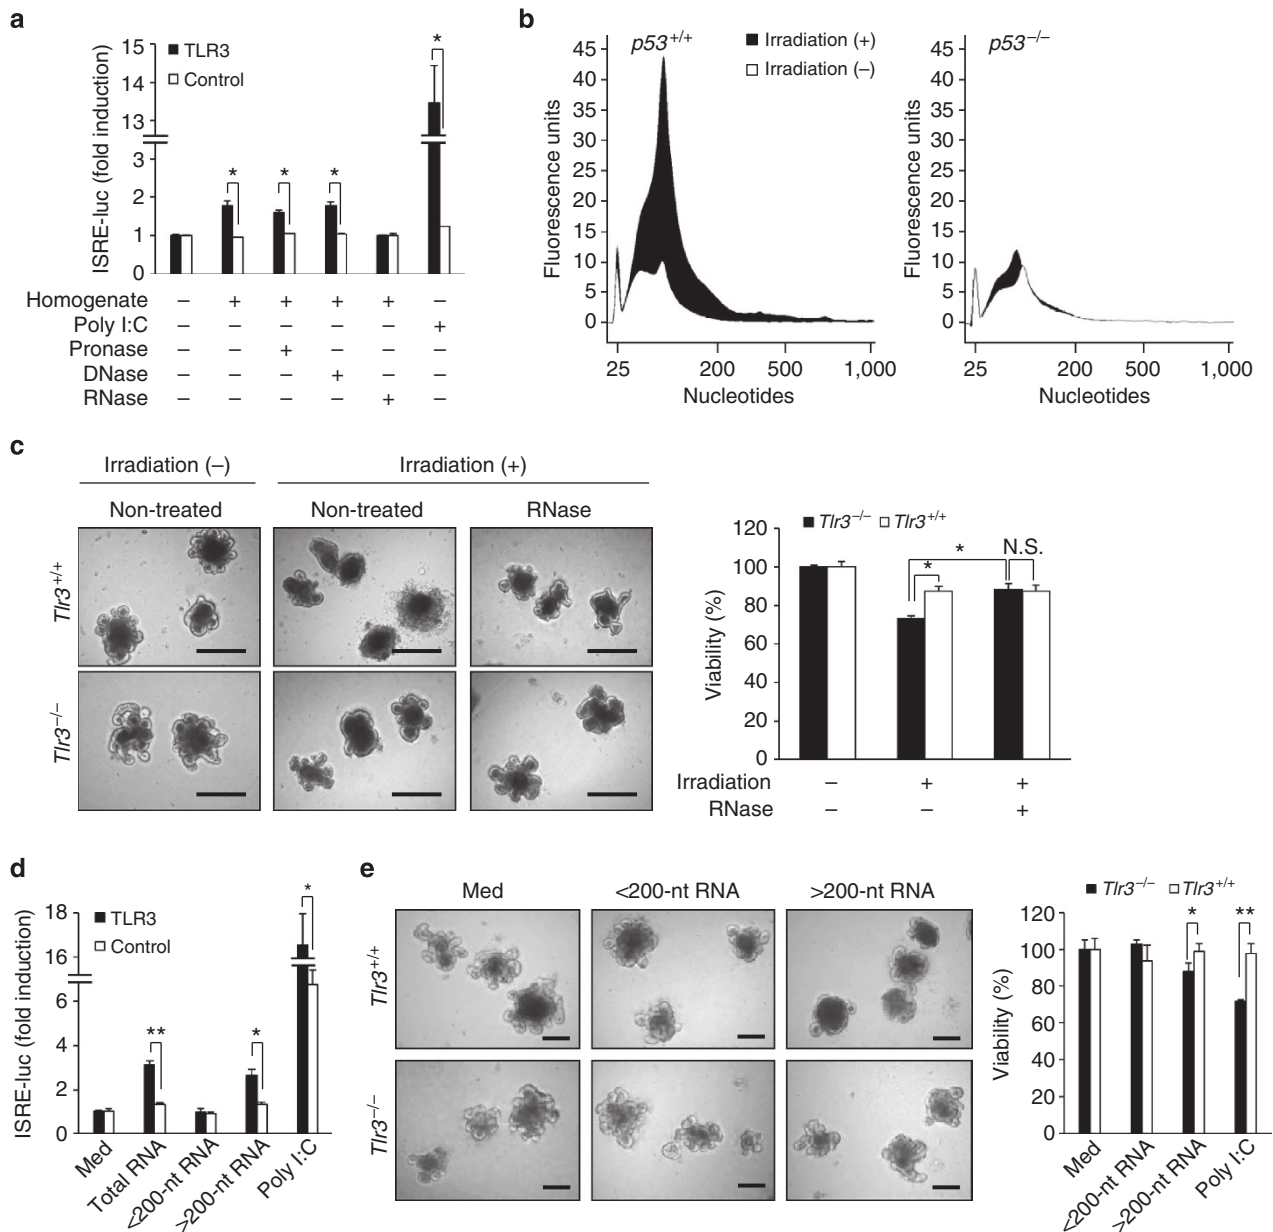 a
15
14
13
3
2
1
0
ISRE-luc (fold induction)
TLR3
Control
*
*
*
*
Homogenate – + + + + –
Poly I:C – – – – – +
Pronase – – + – – –
DNase – – – + – –
RNase – – – – + –
b
p53+/+
Irradiation (+)
Irradiation (–)
45
40
35
30
25
20
15
10
5
0
Fluorescence units
25 200 500 1,000
Nucleotides
p53–/–
45
40
35
30
25
20
15
10
5
0
Fluorescence units
25 200 500 1,000
Nucleotides
c
Irradiation (–) Irradiation (+)
Non-treated Non-treated RNase
Tlr3+/+
Tlr3–/–
Tlr3–/– Tlr3+/+
120
100
80
60
40
20
0
Viability (%)
* * N.S.
Irradiation – + +
RNase – – +
d
18
16
6
4
2
0
ISRE-luc (fold induction)
TLR3
Control
** * *
Med
Total RNA
<200-nt RNA
>200-nt RNA
Poly I:C
e
Med <200-nt RNA >200-nt RNA
Tlr3+/+
Tlr3–/–
Tlr3–/– Tlr3+/+
120
100
80
60
40
20
0
Viability (%)
* **
Med
<200-nt RNA
>200-nt RNA
Poly I:C